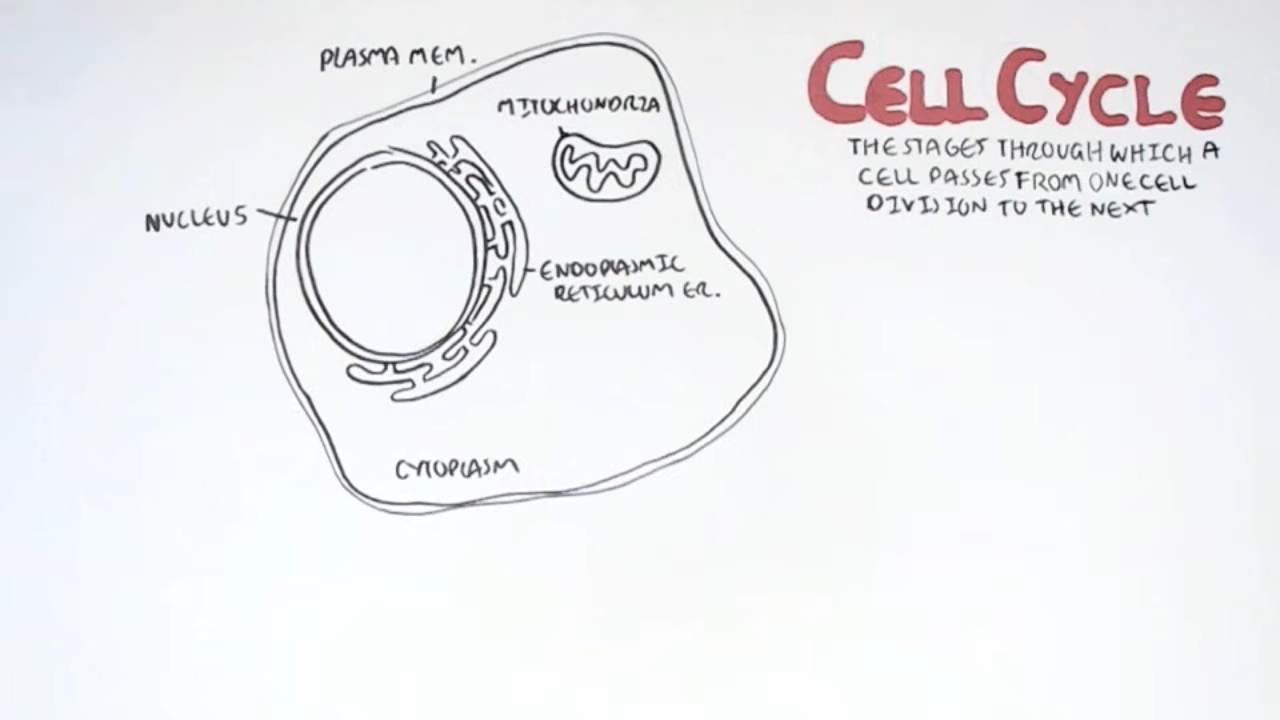 PLASMA MEM.
MITOCHONDRIA
NUCLEUS
ENDOPLASMIC
RETICULUM ER.
CYTOPLASM
CELL CYCLE
THE STAGES THROUGH WHICH A
CELL PASSES FROM ONE CELL
DIVISION TO THE NEXT